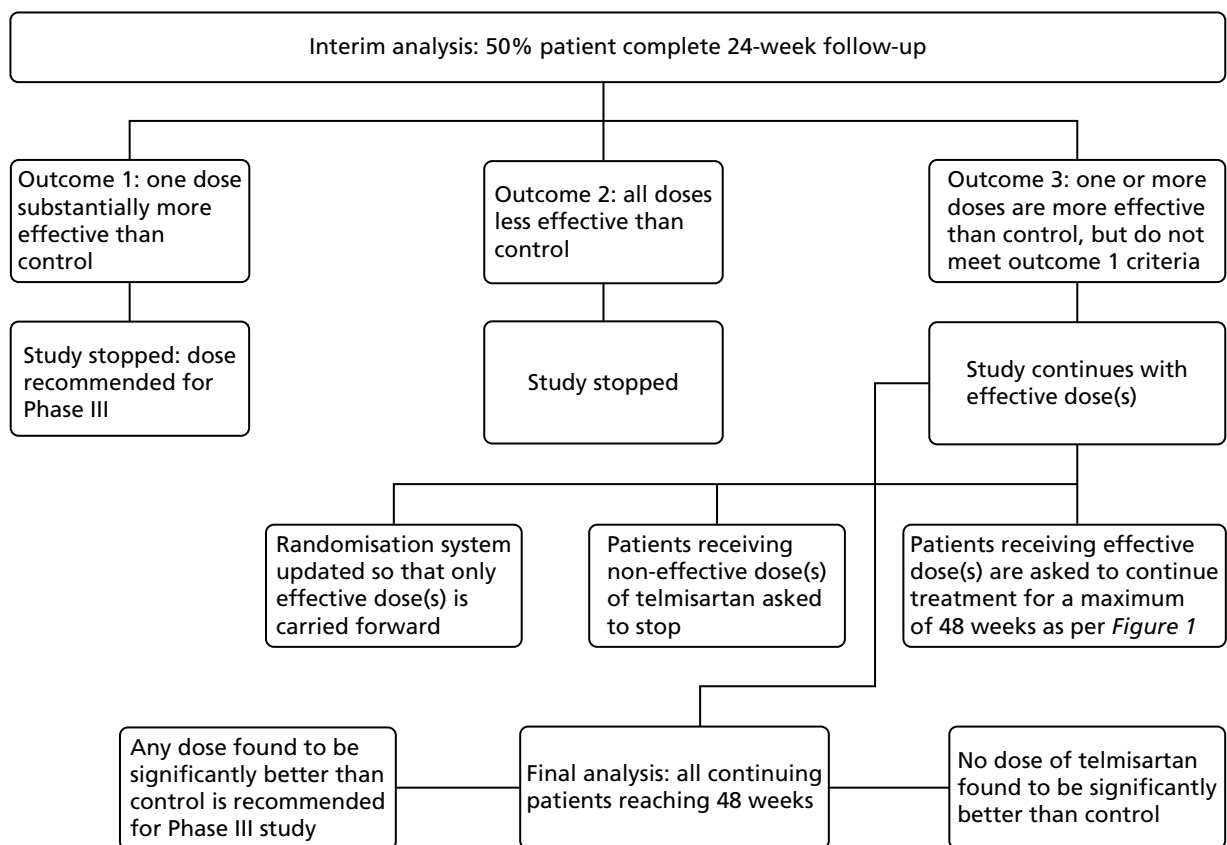 Interim analysis: 50% patient complete 24-week follow-up
Outcome 1: one dose
substantially more
effective than
control
Outcome 2: all doses
less effective than
control
Outcome 3: one or more
doses are more effective
than control, but do not
meet outcome 1 criteria
Study stopped: dose
recommended for
Phase III
Study stopped
Study continues with
effective dose(s)
Randomisation system
updated so that only
effective dose(s) is
carried forward
Patients receiving
non-effective dose(s)
of telmisartan asked
to stop
Patients receiving effective
dose(s) are asked to continue
treatment for a maximum
of 48 weeks as per Figure 1
Any dose found to be
significantly better than
control is recommended
for Phase III study
Final analysis: all continuing
patients reaching 48 weeks
No dose of telmisartan
found to be significantly
better than control